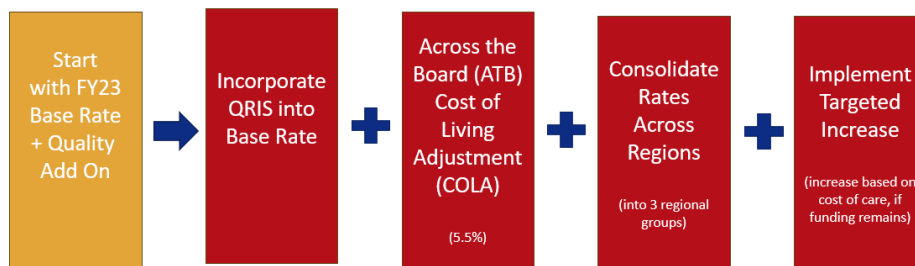 Start
with FY23
Base Rate
+ Quality
Add On
Incorporate
QRIS into
Base Rate
Across the
Board (ATB)
Cost of
Living
Adjustment
(COLA)
(5.5%)
Consolidate
Rates
Across
Regions
(into 3 regional
groups)
Implement
Targeted
Increase
(increase based on
cost of care, if
funding remains)